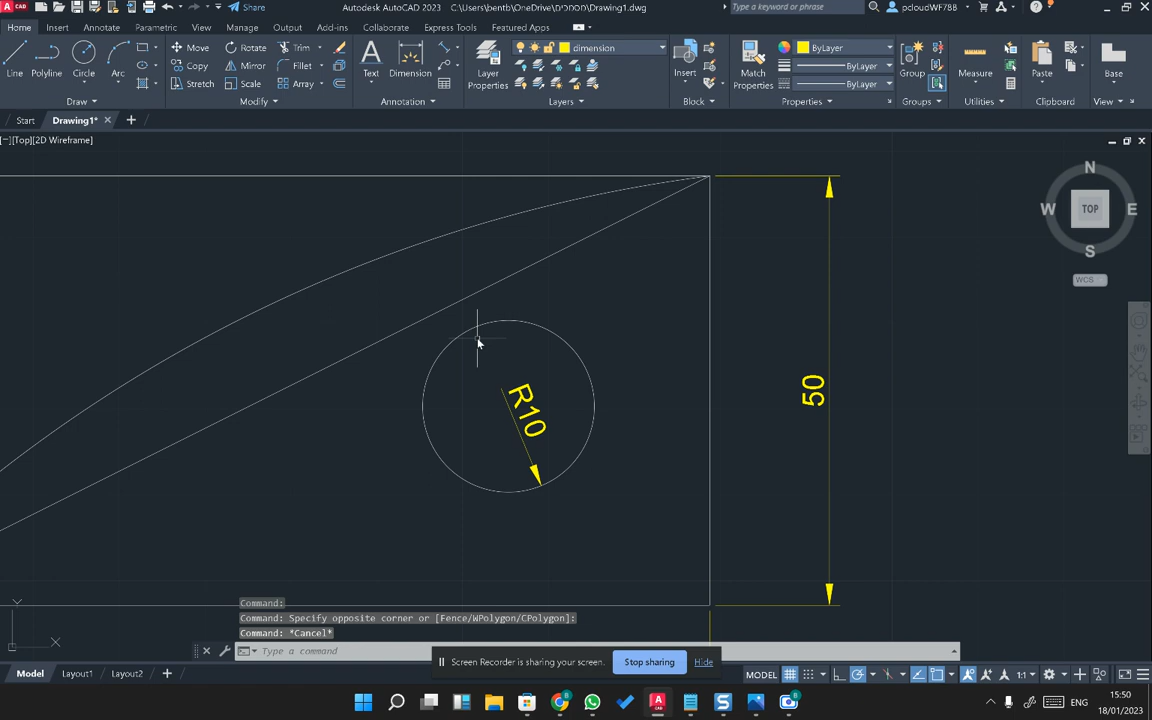 CAD
Share
Autodesk AutoCAD 2023   C:\Users\bentb\OneDrive\מסמכים\Drawing1.dwg
Type a keyword or phrase
pcloudWF78B
Home Insert Annotate Parametric View Manage Output Add-ins Collaborate Express Tools Featured Apps
Line Polyline Circle Arc
Move Rotate Trim
Copy Mirror Fillet
Stretch Scale Array
Text Dimension
Layer Properties
dimension
Insert
Match Properties
ByLayer
ByLayer
ByLayer
Group Measure Paste Base
Draw Modify Annotation Layers Block Properties Groups Utilities Clipboard View
Start Drawing1*
[−][Top][2D Wireframe]
N
W TOP E
S
WCS
R10
50
Y
X
Command:
Command: Specify opposite corner or [Fence/WPolygon/CPolygon]:
Command: *Cancel*
Type a command
Screen Recorder is sharing your screen. Stop sharing Hide
Model Layout1 Layout2
MODEL 1:1
ENG
15:50
18/01/2023